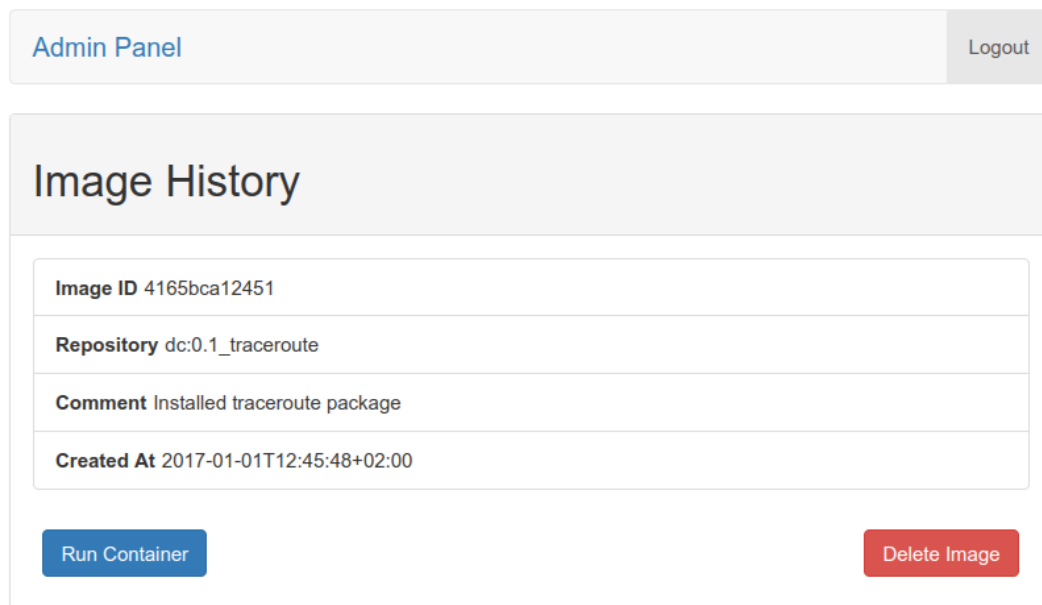 Admin Panel Logout
Image History
Image ID 4165bca12451
Repository dc:0.1_traceroute
Comment Installed traceroute package
Created At 2017-01-01T12:45:48+02:00
Run Container Delete Image